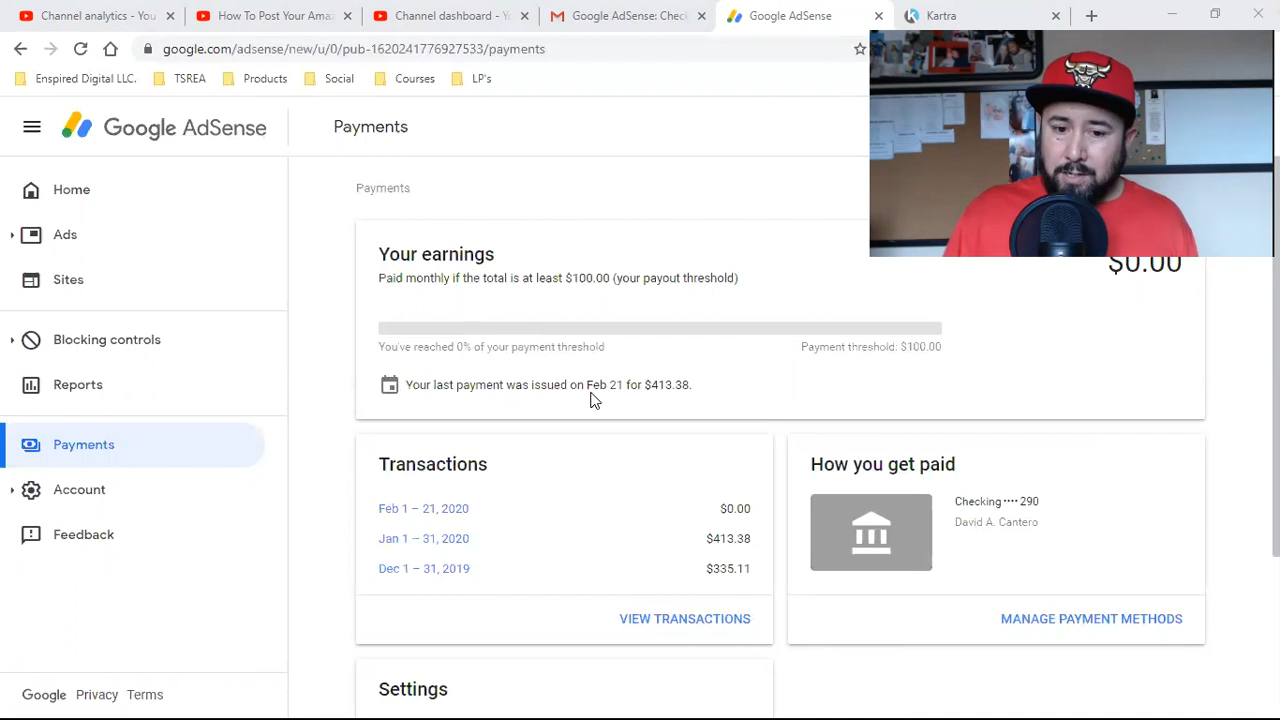 Channel analytics - You
How To Post Your Ama
Channel dashboard - Y
Google AdSense: Chec
Google AdSense
Kartra
google.com/adsense/new/u/0/pub-1620241776927533/payments
Enspired Digital LLC.
TSREA
Products
Social
Courses
LP's
Google AdSense
Payments
Home
Ads
Sites
Blocking controls
Reports
Payments
Account
Feedback
Google Privacy Terms
Payments
Your earnings
$0.00
Paid monthly if the total is at least $100.00 (your payout threshold)
You've reached 0% of your payment threshold
Payment threshold: $100.00
Your last payment was issued on Feb 21 for $413.38.
Transactions
Feb 1 – 21, 2020 $0.00
Jan 1 – 31, 2020 $413.38
Dec 1 – 31, 2019 $335.11
VIEW TRANSACTIONS
How you get paid
Checking •••• 290
David A. Cantero
MANAGE PAYMENT METHODS
Settings